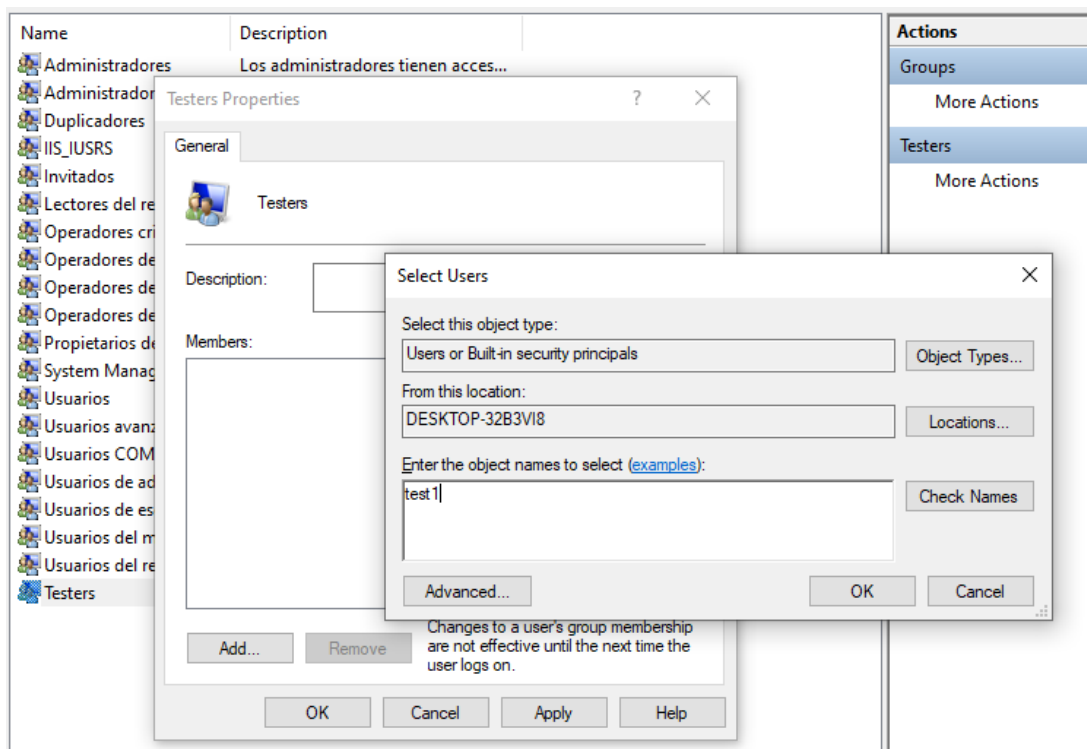 Name Description
Administradores Los administradores tienen acces...
Administrador
Duplicadores
IIS_IUSRS
Invitados
Lectores del re
Operadores cri
Operadores de
Operadores de
Operadores de
Propietarios de
System Manag
Usuarios
Usuarios avanz
Usuarios COM
Usuarios de ad
Usuarios de es
Usuarios del m
Usuarios del re
Testers
Testers Properties ?
General
Testers
Description:
Members:
Add... Remove
Changes to a user's group membership
are not effective until the next time the
user logs on.
OK Cancel Apply Help
Select Users
Select this object type:
Users or Built-in security principals Object Types...
From this location:
DESKTOP-32B3VI8 Locations...
Enter the object names to select (examples):
test1 Check Names
Advanced... OK Cancel
Actions
Groups
More Actions
Testers
More Actions